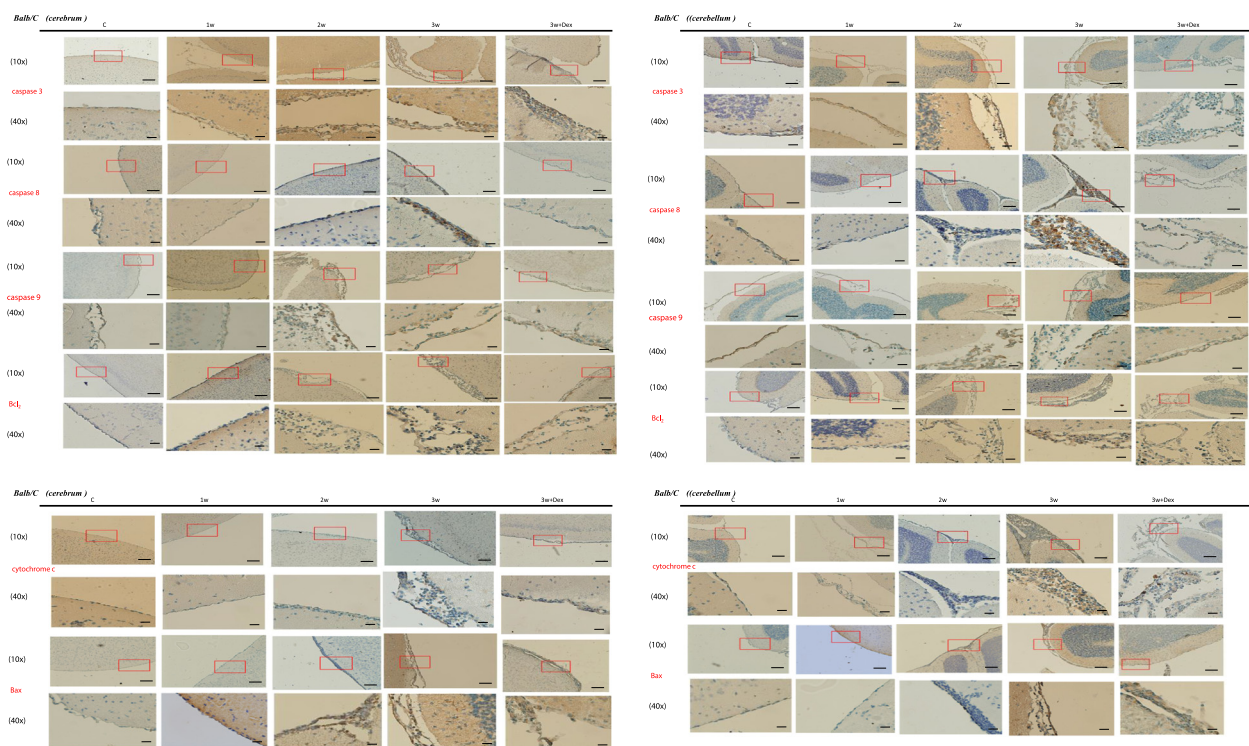 Balb/C (cerebrum )
C 1w 2w 3w 3w+Dex
(10x)
caspase 3
(40x)
(10x)
caspase 8
(40x)
(10x)
caspase 9
(40x)
(10x)
Bcl2
(40x)
Balb/C ((cerebellum )
C 1w 2w 3w 3w+Dex
(10x)
caspase 3
(40x)
(10x)
caspase 8
(40x)
(10x)
caspase 9
(40x)
(10x)
Bcl2
(40x)
Balb/C (cerebrum )
C 1w 2w 3w 3w+Dex
(10x)
cytochrome c
(40x)
(10x)
Bax
(40x)
Balb/C ((cerebellum )
C 1w 2w 3w 3w+Dex
(10x)
cytochrome c
(40x)
(10x)
Bax
(40x)